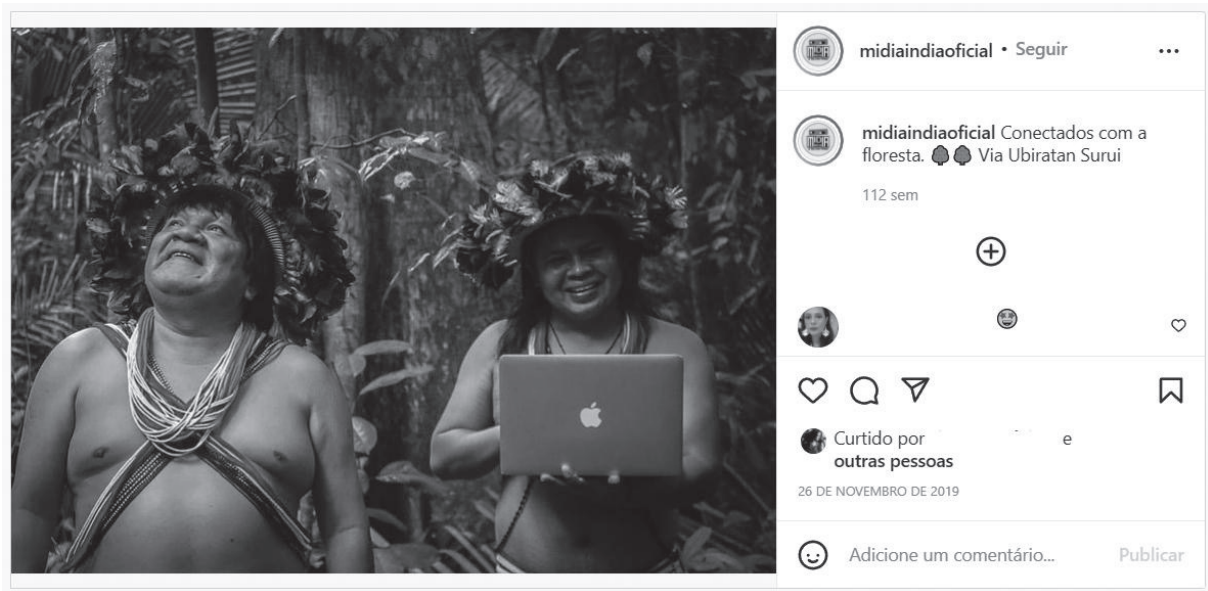 midiaindiaoficial • Seguir
midiaindiaoficial Conectados com a
floresta. Via Ubiratan Surui
112 sem
Curtido por e
outras pessoas
26 DE NOVEMBRO DE 2019
Adicione um comentário... Publicar